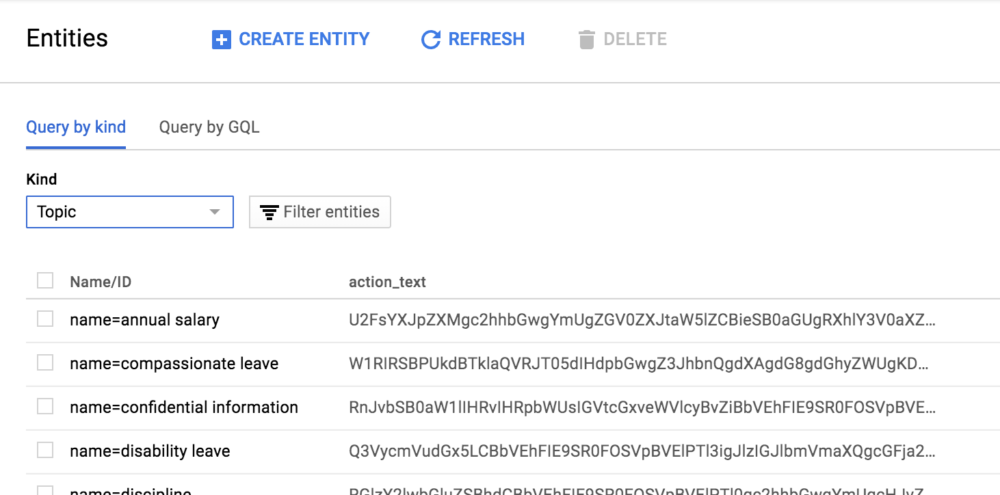 Entities CREATE ENTITY REFRESH DELETE
Query by kind Query by GQL
Kind
Topic Filter entities
Name/ID action_text
name=annual salary U2FsYXJpZXMgc2hhbGwgYmUgZGV0ZXJtaW5lZCBieSB0aGUgRXhlY3V0aXZ...
name=compassionate leave W1RIRSBPUkdBTklaQVRJT05dIHdpbGwgZ3JhbnQgdXAgdG8gdGhyZWUgKD...
name=confidential information RnJvbSB0aW1lIHRvIHRpbWUsIGVtcGxveWVlcyBvZiBbVEhFIE9SR0FOSVpBVE...
name=disability leave Q3VycmVudGx5LCBbVEhFIE9SR0FOSVpBVElPTl3igJlzIGJlbmVmaXQgcGFja2...
name=discipline